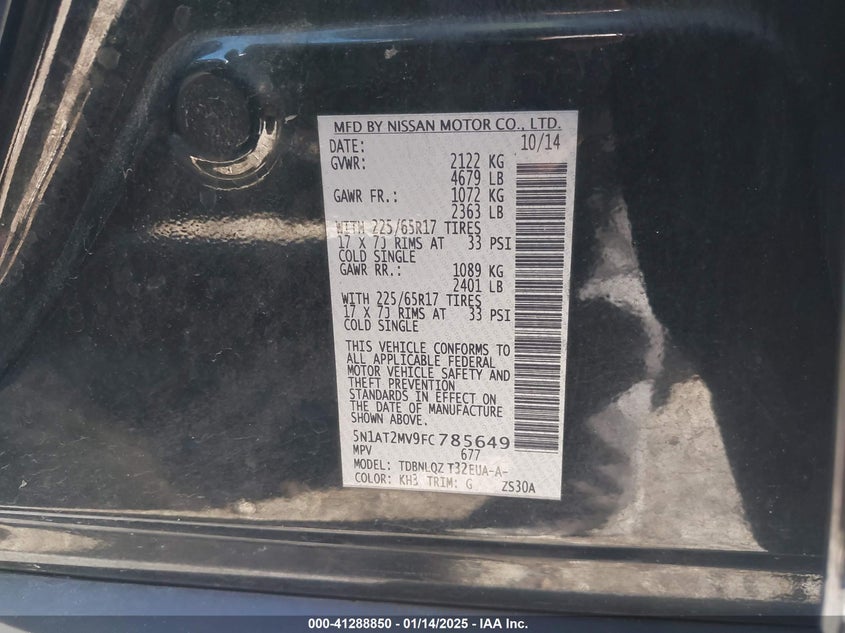 MFD BY NISSAN MOTOR CO., LTD.
DATE: 10/14
GVWR: 2122 KG
4679 LB
GAWR FR.: 1072 KG
2363 LB
WITH 225/65R17 TIRES
17 X 7J RIMS AT 33 PSI
COLD SINGLE
GAWR RR.: 1089 KG
2401 LB
WITH 225/65R17 TIRES
17 X 7J RIMS AT 33 PSI
COLD SINGLE
THIS VEHICLE CONFORMS TO
ALL APPLICABLE FEDERAL
MOTOR VEHICLE SAFETY AND
THEFT PREVENTION
STANDARDS IN EFFECT ON
THE DATE OF MANUFACTURE
SHOWN ABOVE.
5N1AT2MV9FC785649
MPV 677
MODEL: TDBNLQZ T32EUA-A-
COLOR: KH3 TRIM: G ZS30A
000-41288850 - 01/14/2025 - IAA Inc.